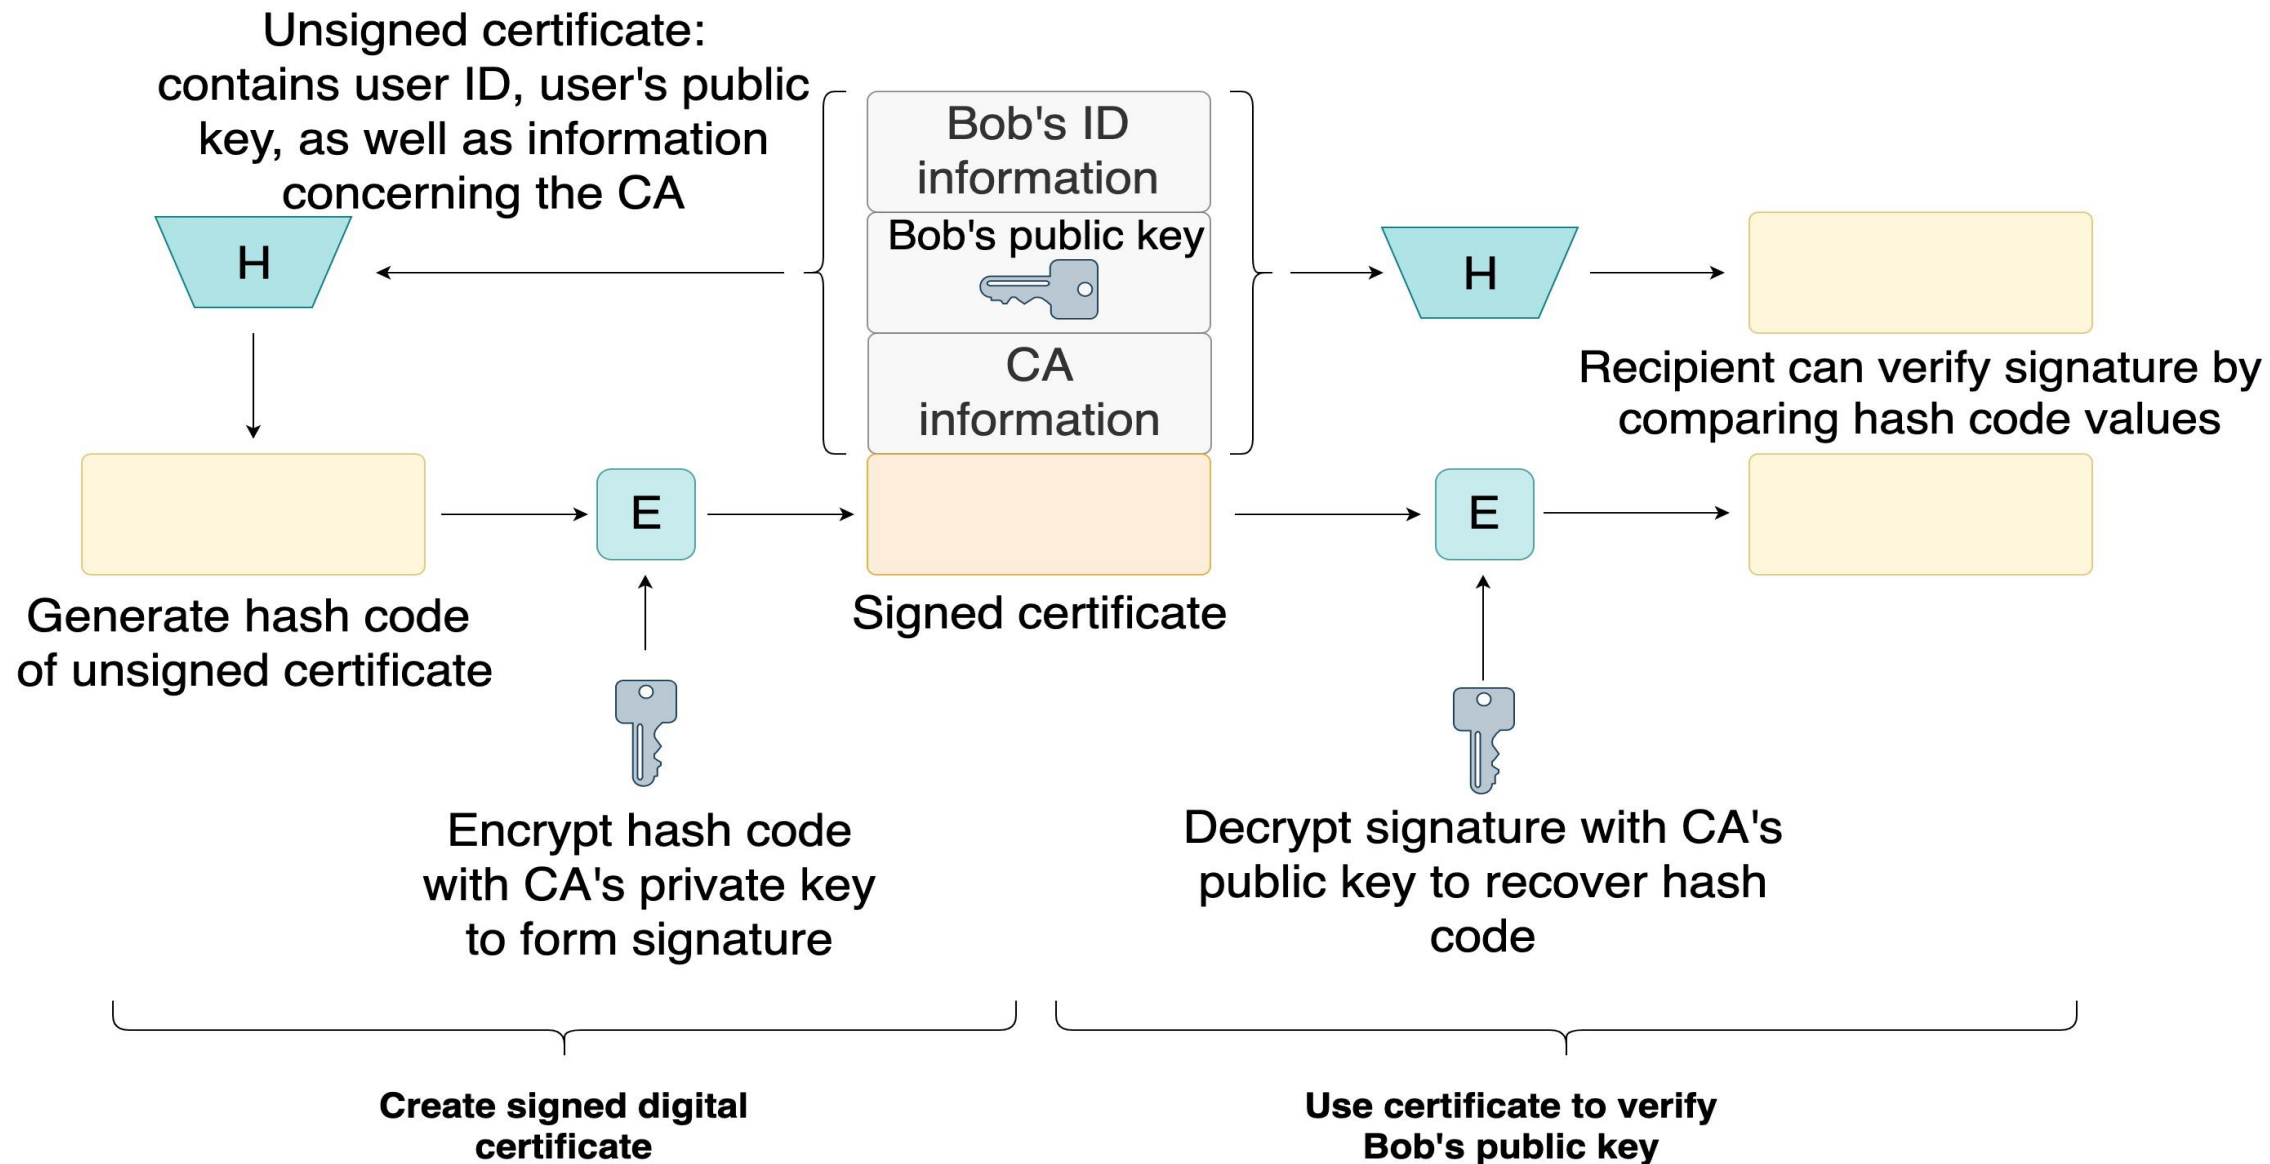 Unsigned certificate:
contains user ID, user's public
key, as well as information
concerning the CA
H
Bob's ID
information
Bob's public key
CA
information
H
Recipient can verify signature by
comparing hash code values
E
E
Generate hash code
of unsigned certificate
Signed certificate
Encrypt hash code
with CA's private key
to form signature
Decrypt signature with CA's
public key to recover hash
code
Create signed digital
certificate
Use certificate to verify
Bob's public key